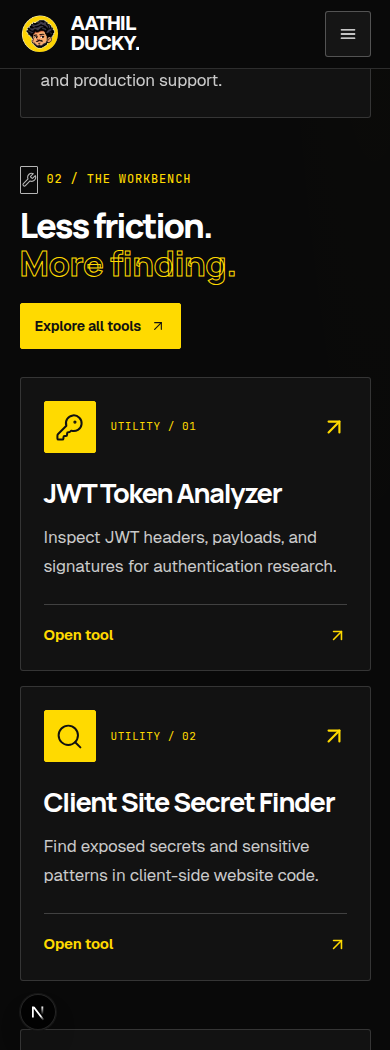 AATHIL
DUCKY.
and production support.
02 / THE WORKBENCH
Less friction.
More finding.
Explore all tools
UTILITY / 01
JWT Token Analyzer
Inspect JWT headers, payloads, and
signatures for authentication research.
Open tool
UTILITY / 02
Client Site Secret Finder
Find exposed secrets and sensitive
patterns in client-side website code.
Open tool
N